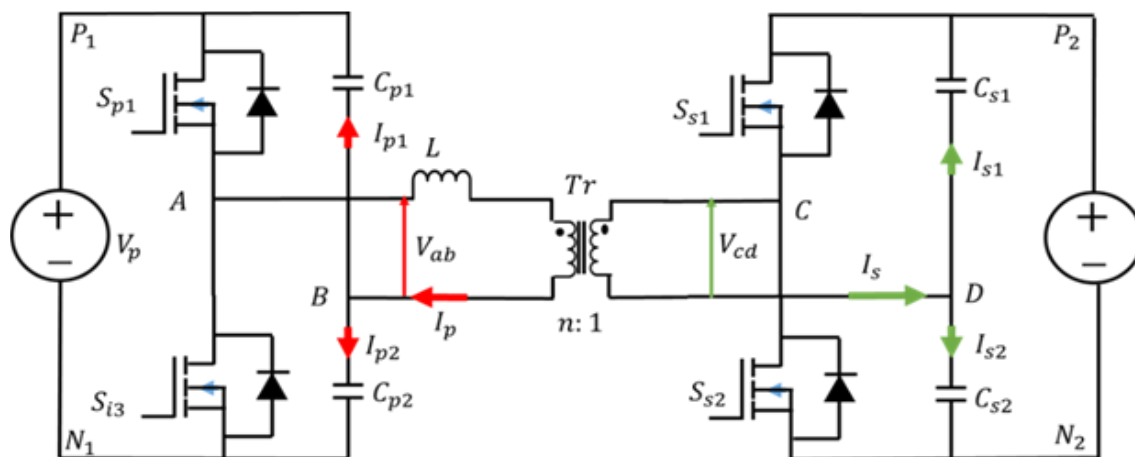 P1
Sp1
Cp1
Ip1
L
A
Vp
Vab
B
Ip
Ip2
Cp2
Si3
N1
Tr
n: 1
P2
Ss1
Cs1
Is1
C
Vcd
Is
D
Is2
Ss2
Cs2
N2